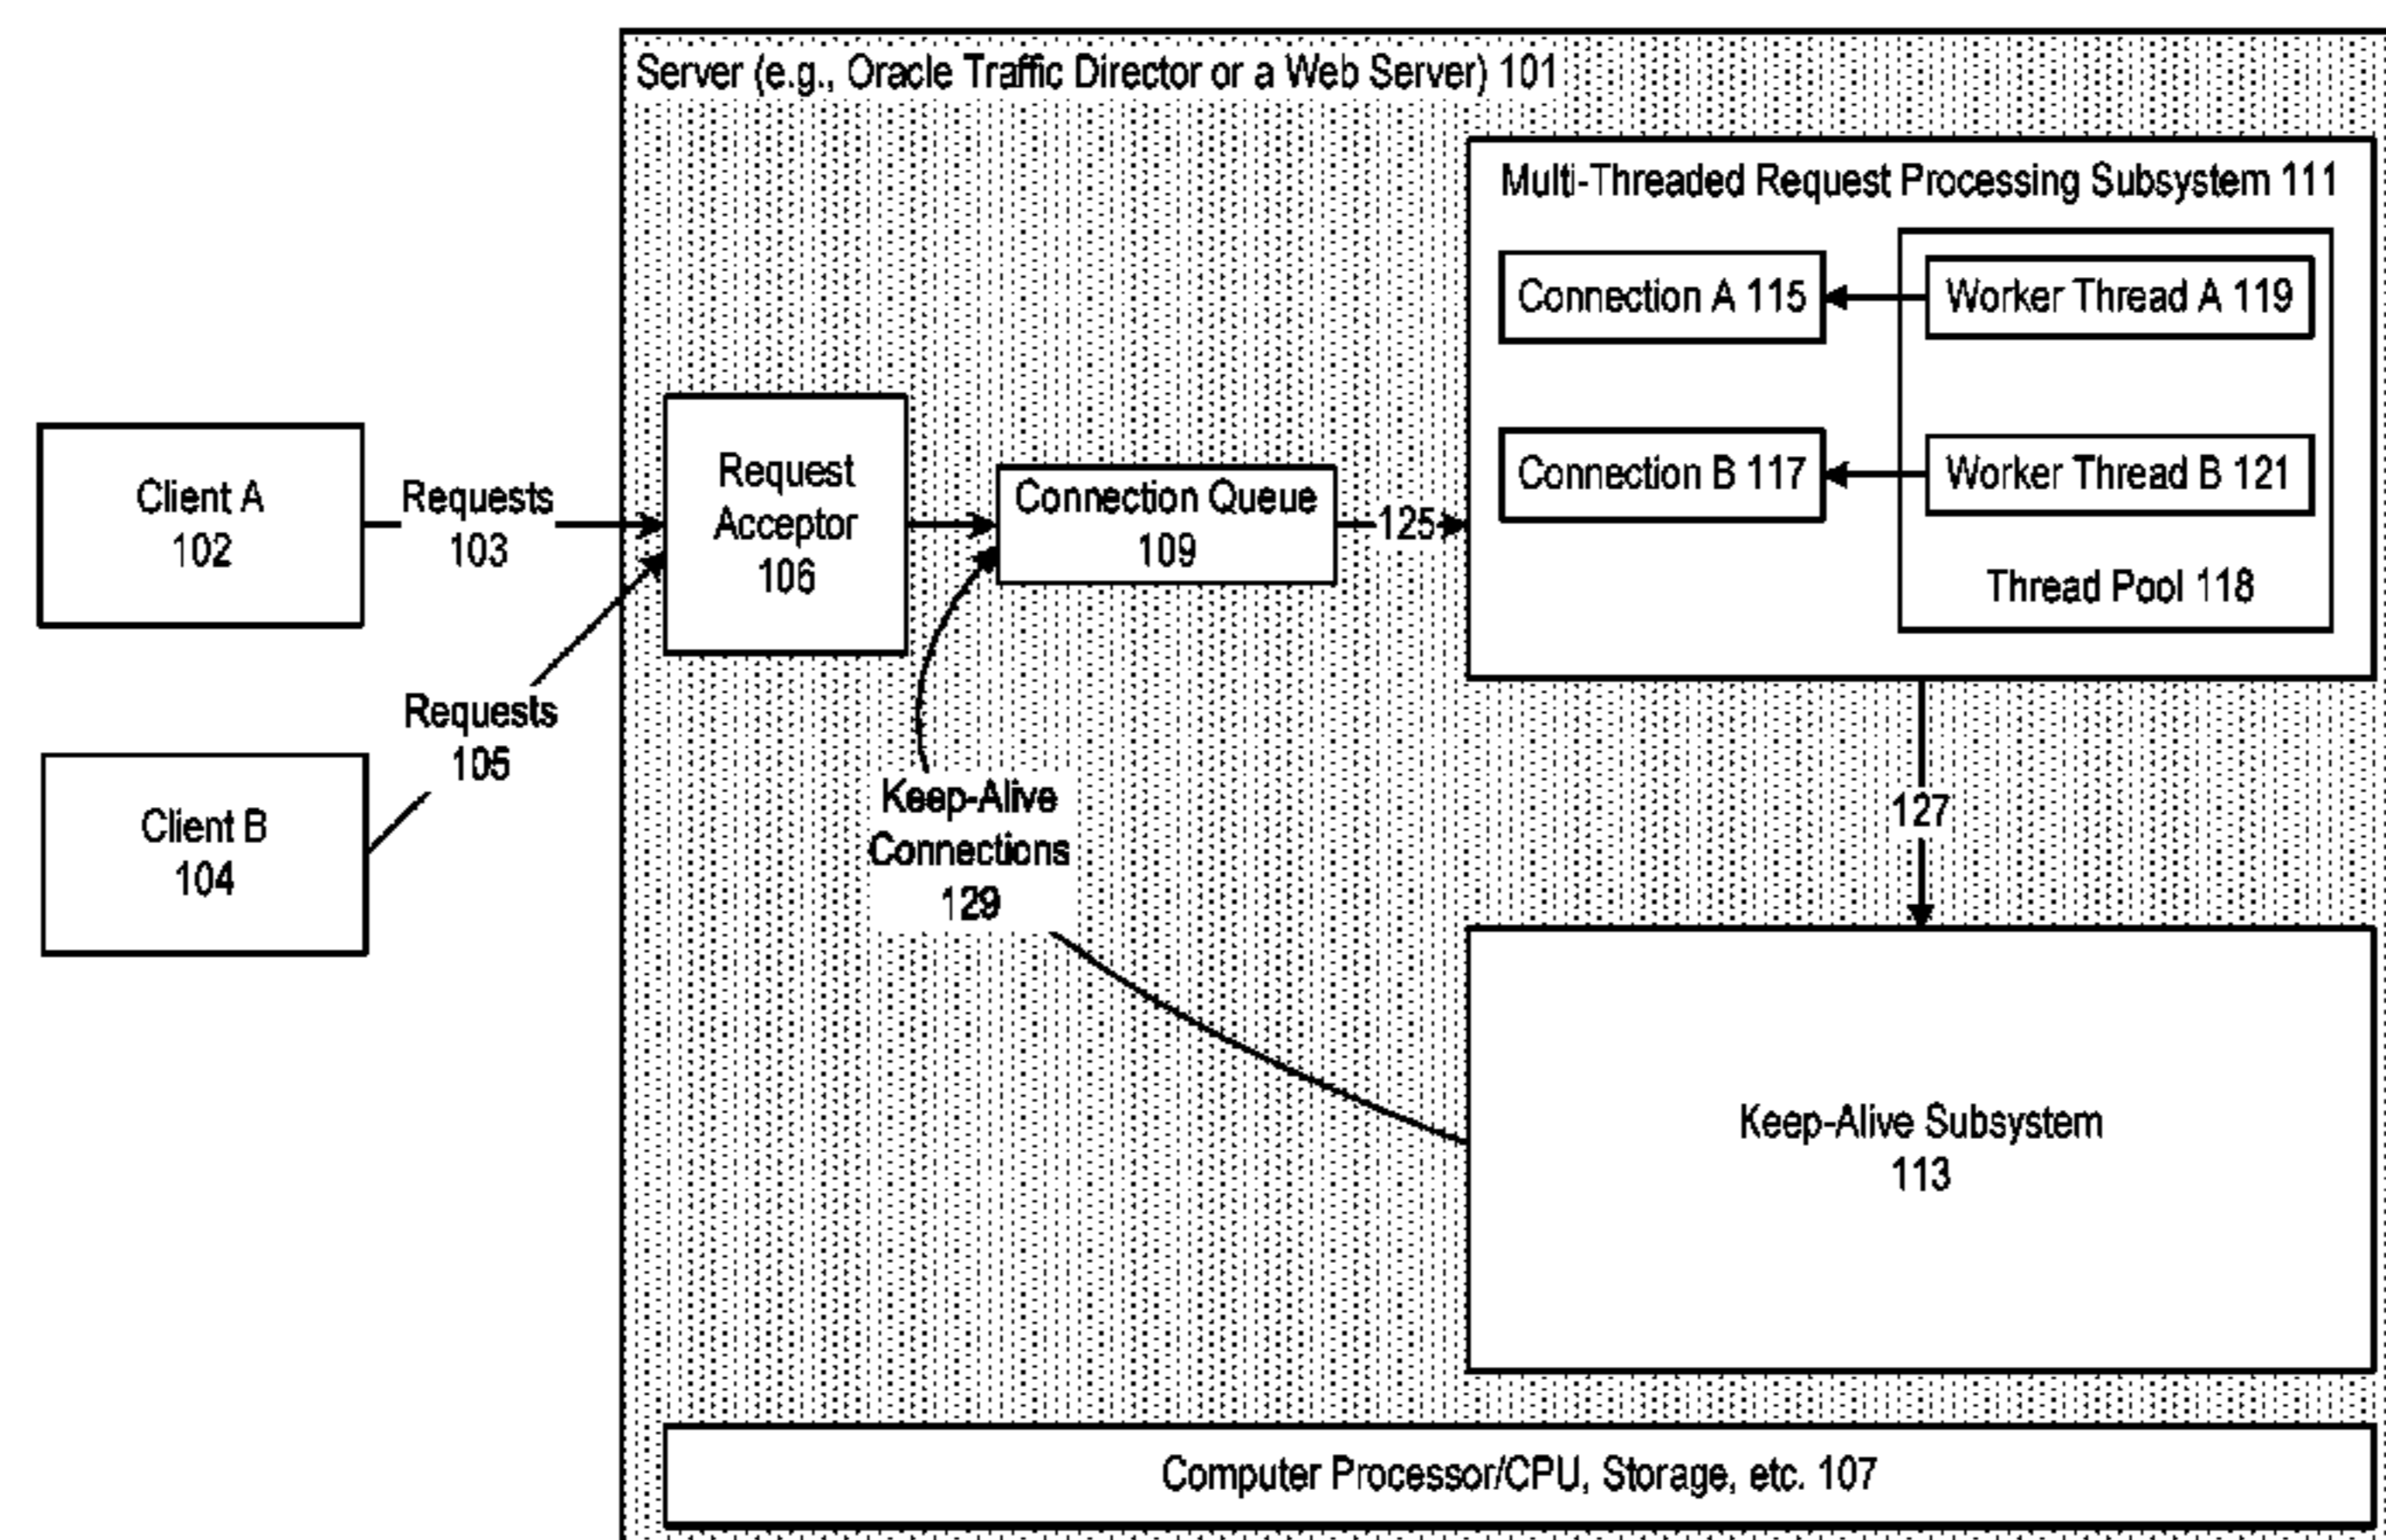 Server (e.g., Oracle Traffic Director or a Web Server) 101
Multi-Threaded Request Processing Subsystem 111
Connection A 115
Worker Thread A 119
Connection B 117
Worker Thread B 121
Thread Pool 118
Client A
102
Requests
103
Request
Acceptor
106
Connection Queue
109
125
Requests
105
Client B
104
Keep-Alive
Connections
129
127
Keep-Alive Subsystem
113
Computer Processor/CPU, Storage, etc. 107